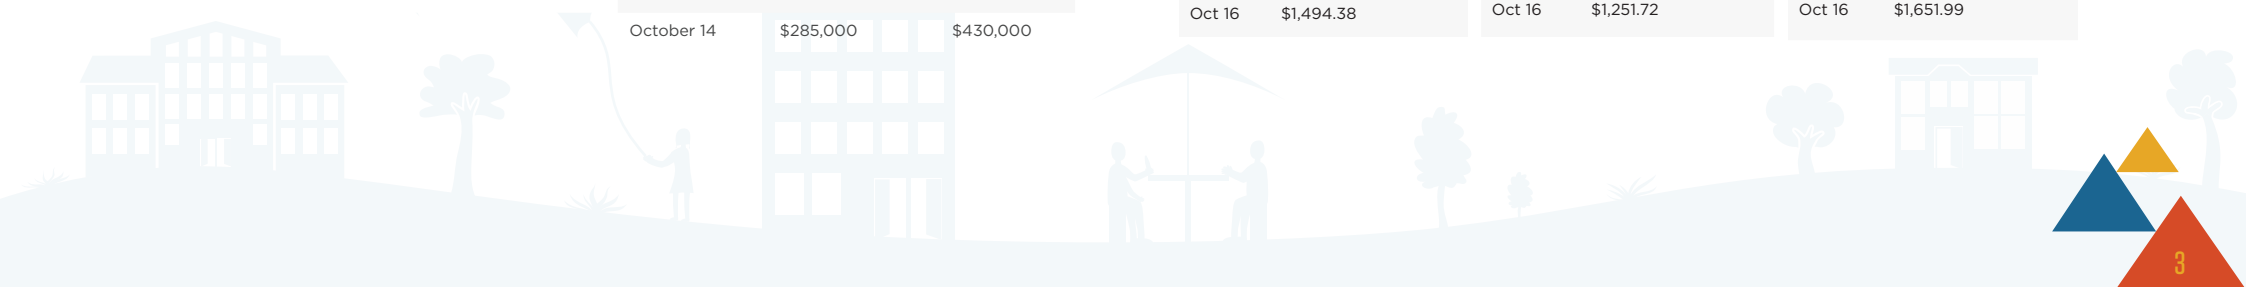 October 14 $285,000 $430,000
Oct 16 $1,494.38
Oct 16 $1,251.72
Oct 16 $1,651.99
3